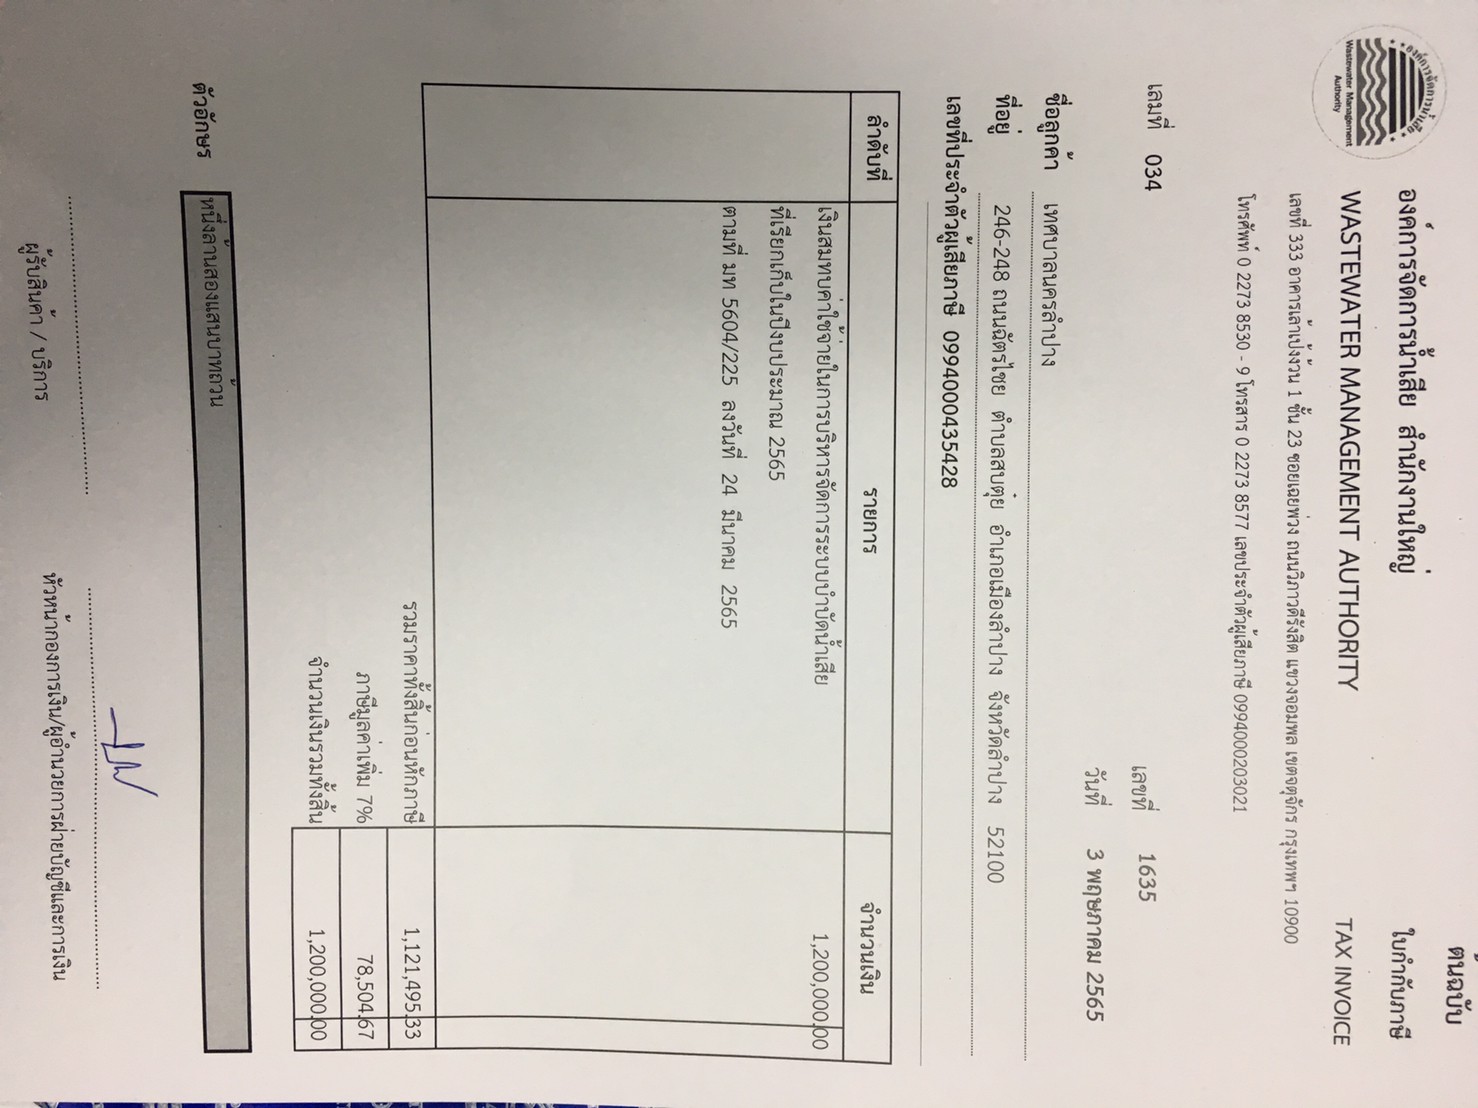 ต้นฉบับ
องค์การจัดการน้ำเสีย
Wastewater Management
Authority
องค์การจัดการน้ำเสีย สำนักงานใหญ่
ใบกำกับภาษี
WASTEWATER MANAGEMENT AUTHORITY
TAX INVOICE
เลขที่ 333 อาคารเล้าเป้งง้วน 1 ชั้น 23 ซอยเฉยพ่วง ถนนวิภาวดีรังสิต แขวงจอมพล เขตจตุจักร กรุงเทพฯ 10900
โทรศัพท์ 0 2273 8530 - 9 โทรสาร 0 2273 8577 เลขประจำตัวผู้เสียภาษี 0994000203021
เลมที่ 034
เลขที่ 1635
วันที่ 3 พฤษภาคม 2565
ชื่อลูกค้า เทศบาลนครลำปาง
ที่อยู่ 246-248 ถนนฉัตรไชย ตำบลสบตุ๋ย อำเภอเมืองลำปาง จังหวัดลำปาง 52100
เลขที่ประจำตัวผู้เสียภาษี 0994000435428
ลำดับที่ รายการ จำนวนเงิน
เงินสมทบค่าใช้จ่ายในการบริหารจัดการระบบบำบัดน้ำเสีย 1,200,000.00
ที่เรียกเก็บในปีงบประมาณ 2565
ตามที่ มท 5604/225 ลงวันที่ 24 มีนาคม 2565
รวมราคาทั้งสิ้นก่อนหักภาษี 1,121,495.33
ภาษีมูลค่าเพิ่ม 7% 78,504.67
จำนวนเงินรวมทั้งสิ้น 1,200,000.00
ตัวอักษร หนึ่งล้านสองแสนบาทถ้วน
ผู้รับสินค้า / บริการ
หัวหน้ากองการเงิน/ผู้อำนวยการฝ่ายบัญชีและการเงิน